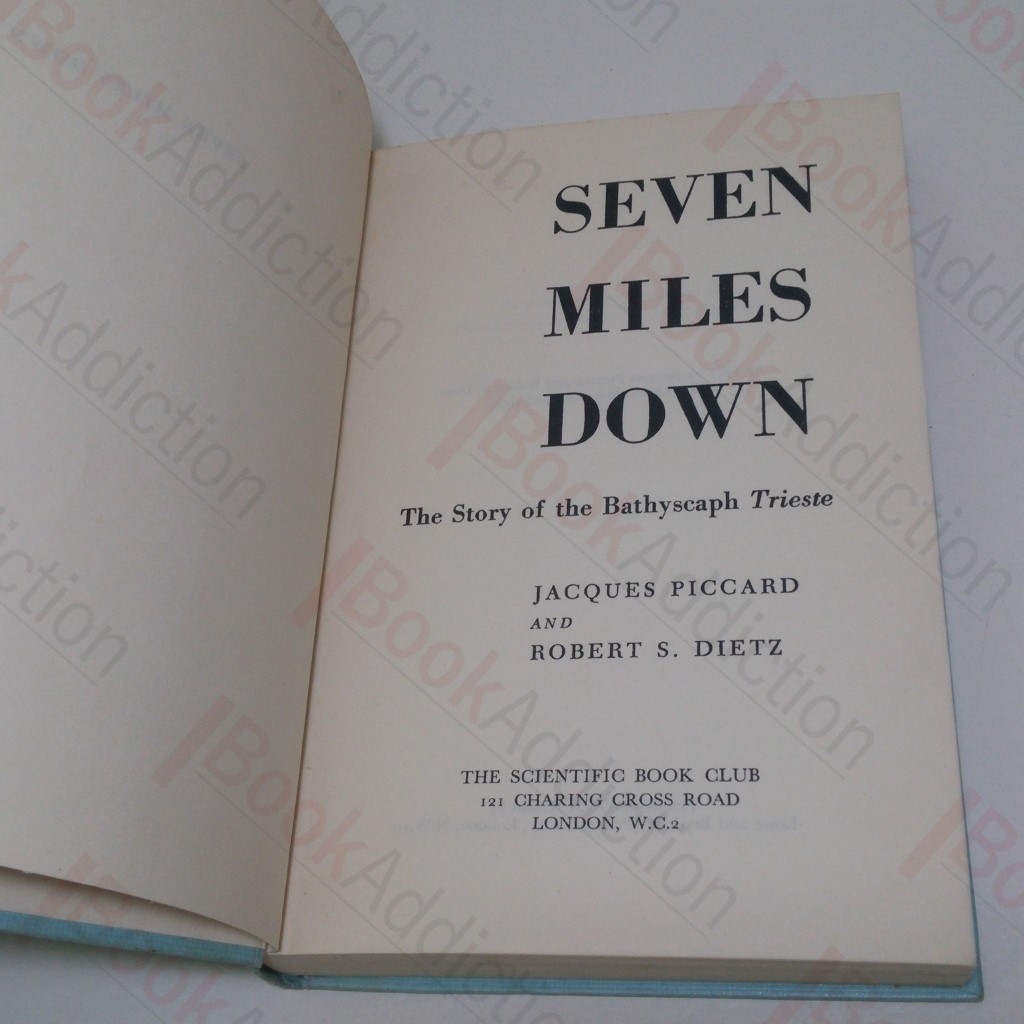 SEVEN
MILES
DOWN
The Story of the Bathyscaph Trieste
JACQUES PICCARD
AND
ROBERT S. DIETZ
THE SCIENTIFIC BOOK CLUB
121 CHARING CROSS ROAD
LONDON, W.C.2
BookAddiction